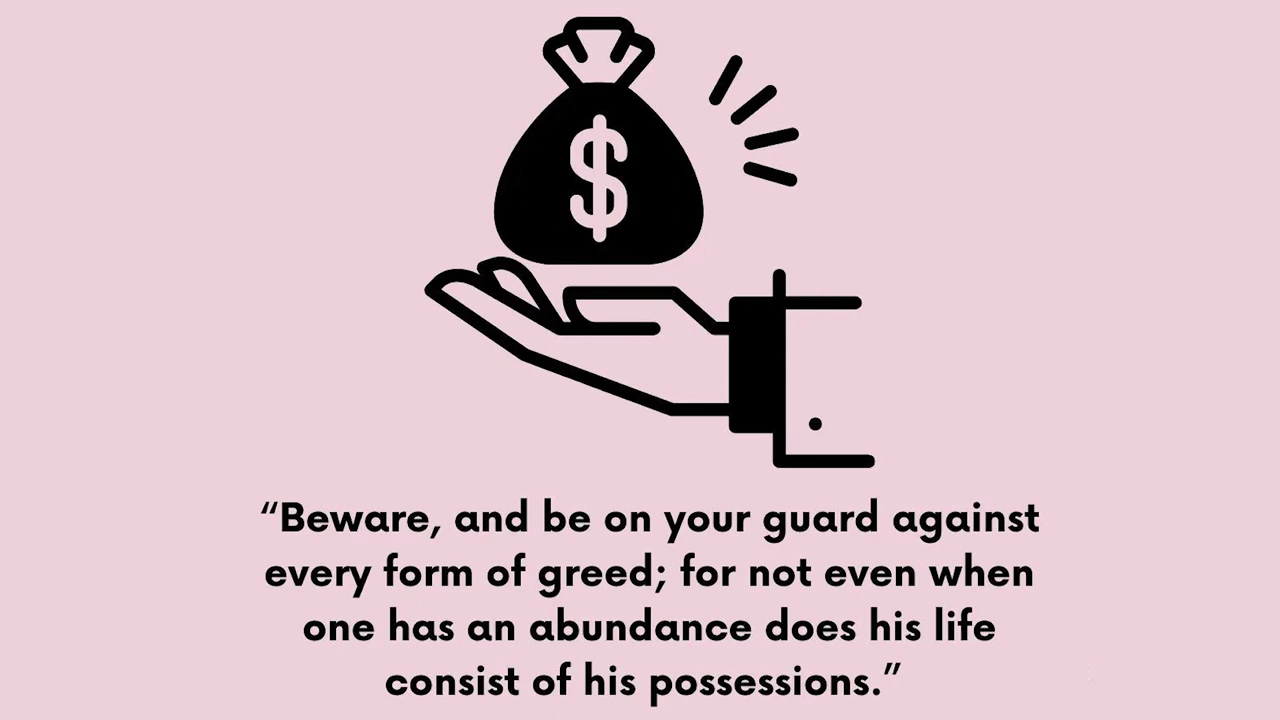 $
“Beware, and be on your guard against
every form of greed; for not even when
one has an abundance does his life
consist of his possessions.”